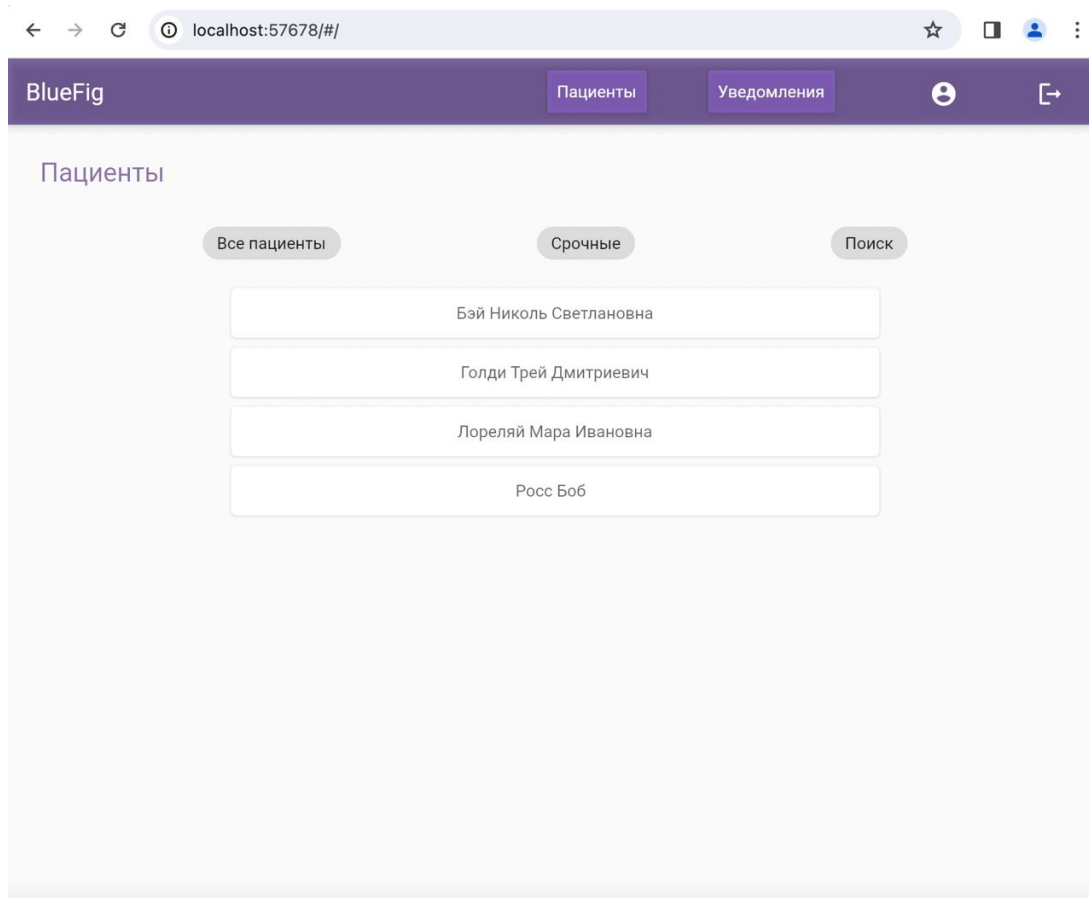 localhost:57678/#/
BlueFig Пациенты Уведомления
Пациенты
Все пациенты Срочные Поиск
Бэй Николь Светлановна
Голди Трей Дмитриевич
Лореляй Мара Ивановна
Росс Боб